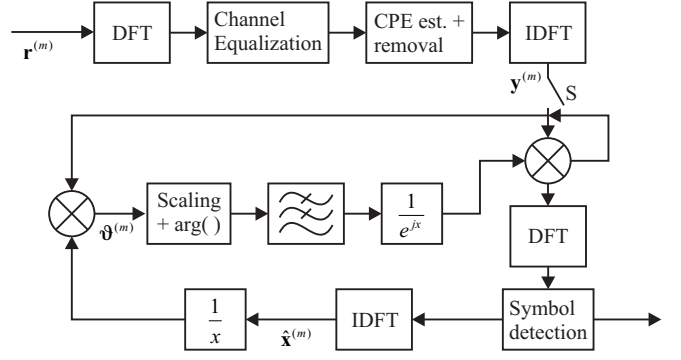 DFT
Channel
Equalization
CPE est. +
removal
IDFT
r^(m)
y^(m)
S
Scaling
+ arg( )
1
e^jx
ϑ^(m)
DFT
1
x
IDFT
Symbol
detection
x̂^(m)